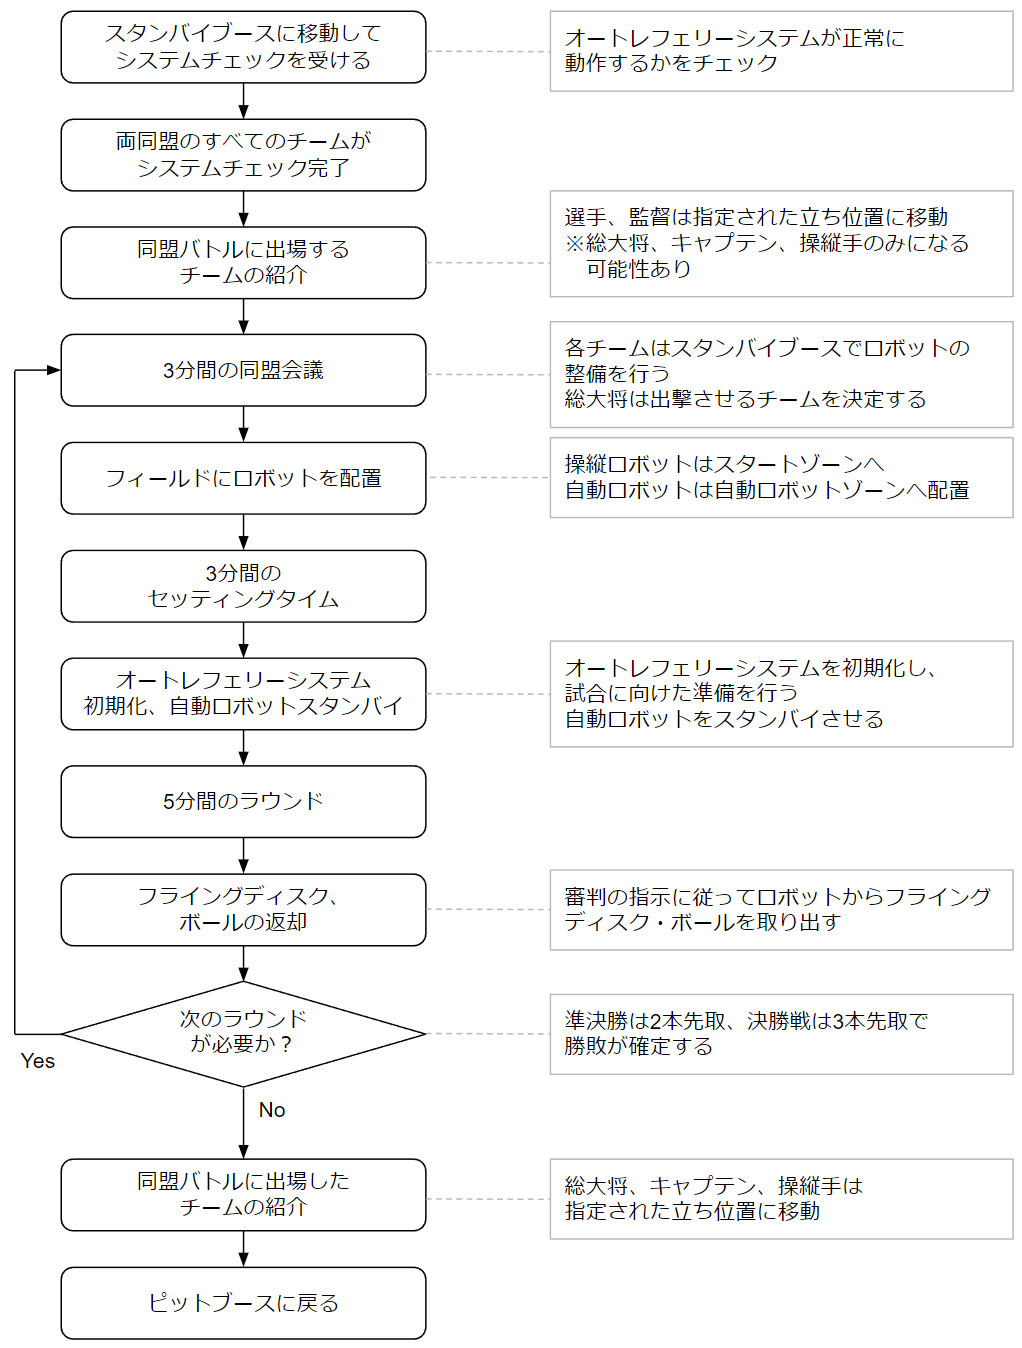 スタンバイブースに移動して
システムチェックを受ける
オートレフェリーシステムが正常に
動作するかをチェック
両同盟のすべてのチームが
システムチェック完了
同盟バトルに出場する
チームの紹介
選手、監督は指定された立ち位置に移動
※総大将、キャプテン、操縦手のみになる
可能性あり
3分間の同盟会議
各チームはスタンバイブースでロボットの
整備を行う
総大将は出撃させるチームを決定する
フィールドにロボットを配置
操縦ロボットはスタートゾーンへ
自動ロボットは自動ロボットゾーンへ配置
3分間の
セッティングタイム
オートレフェリーシステム
初期化、自動ロボットスタンバイ
オートレフェリーシステムを初期化し、
試合に向けた準備を行う
自動ロボットをスタンバイさせる
5分間のラウンド
フライングディスク、
ボールの返却
審判の指示に従ってロボットからフライング
ディスク・ボールを取り出す
次のラウンド
が必要か？
準決勝は2本先取、決勝戦は3本先取で
勝敗が確定する
Yes
No
同盟バトルに出場した
チームの紹介
総大将、キャプテン、操縦手は
指定された立ち位置に移動
ピットブースに戻る